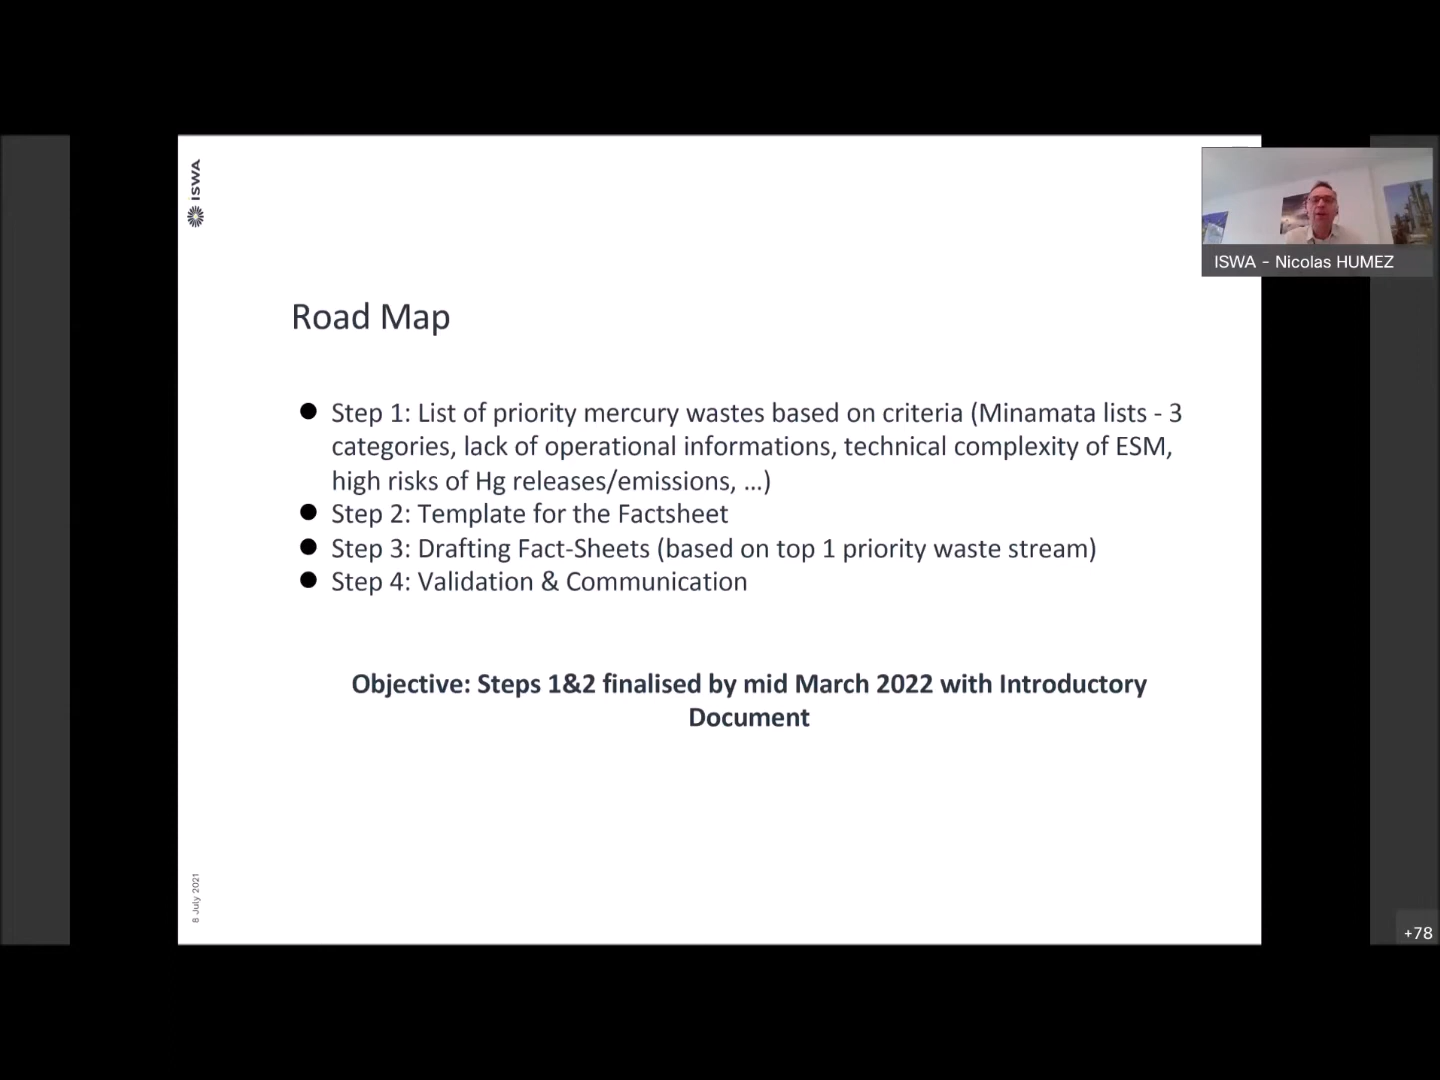 ISWA
ISWA - Nicolas HUMEZ
Road Map
Step 1: List of priority mercury wastes based on criteria (Minamata lists - 3
categories, lack of operational informations, technical complexity of ESM,
high risks of Hg releases/emissions, ...)
Step 2: Template for the Factsheet
Step 3: Drafting Fact-Sheets (based on top 1 priority waste stream)
Step 4: Validation & Communication
Objective: Steps 1&2 finalised by mid March 2022 with Introductory
Document
8 July 2021
+78